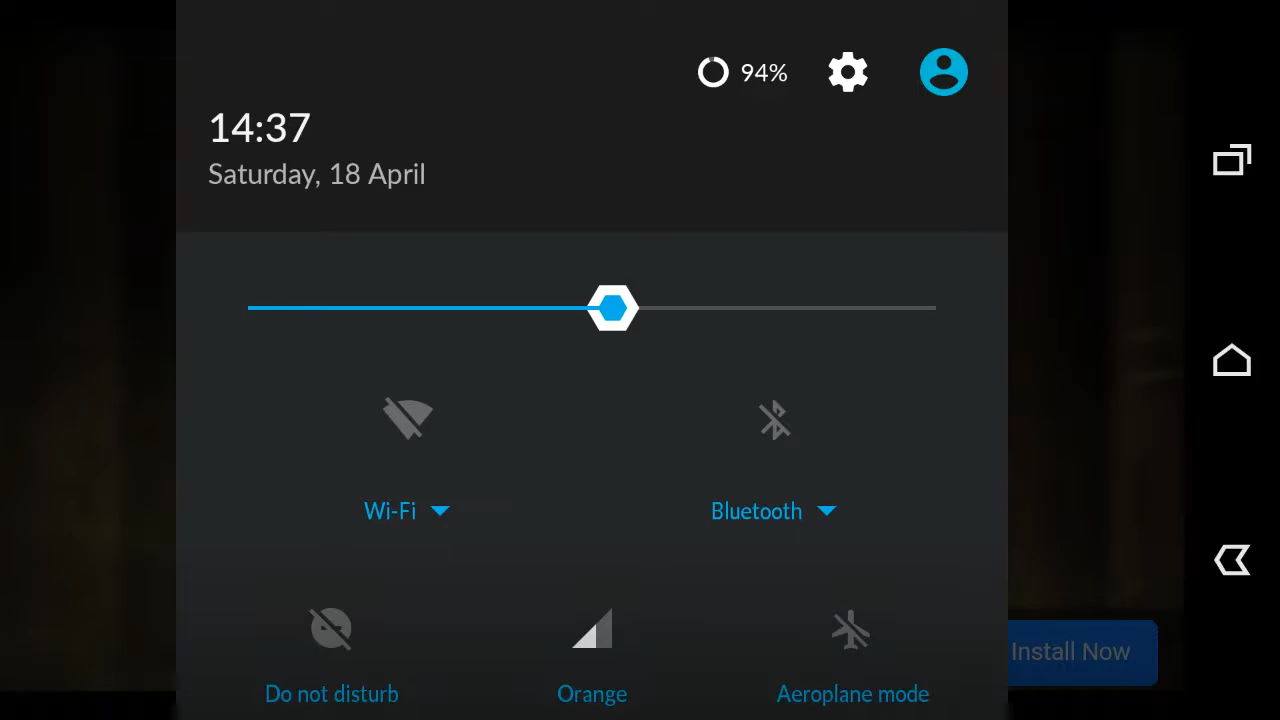 94%
14:37
Saturday, 18 April
Wi-Fi
Bluetooth
Do not disturb
Orange
Aeroplane mode
Install Now